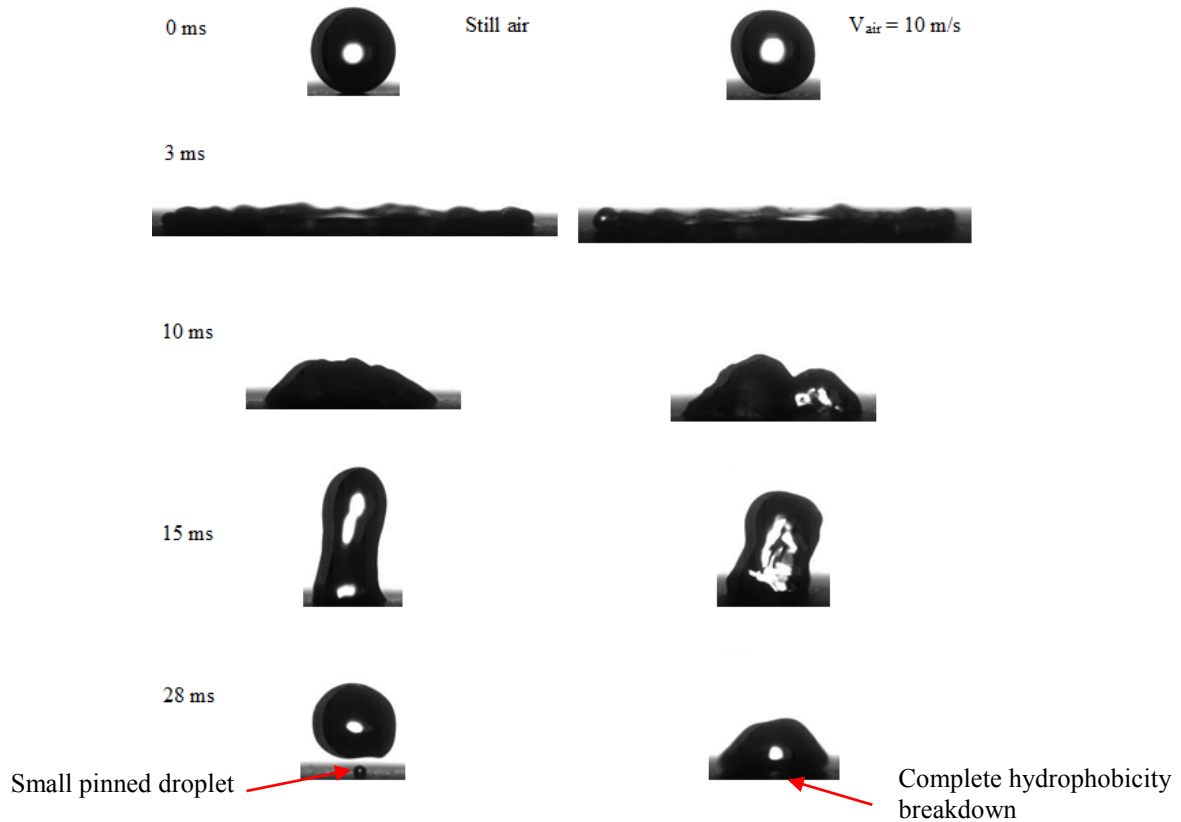 0 ms
Still air
Vair = 10 m/s
3 ms
10 ms
15 ms
28 ms
Small pinned droplet
Complete hydrophobicity
breakdown